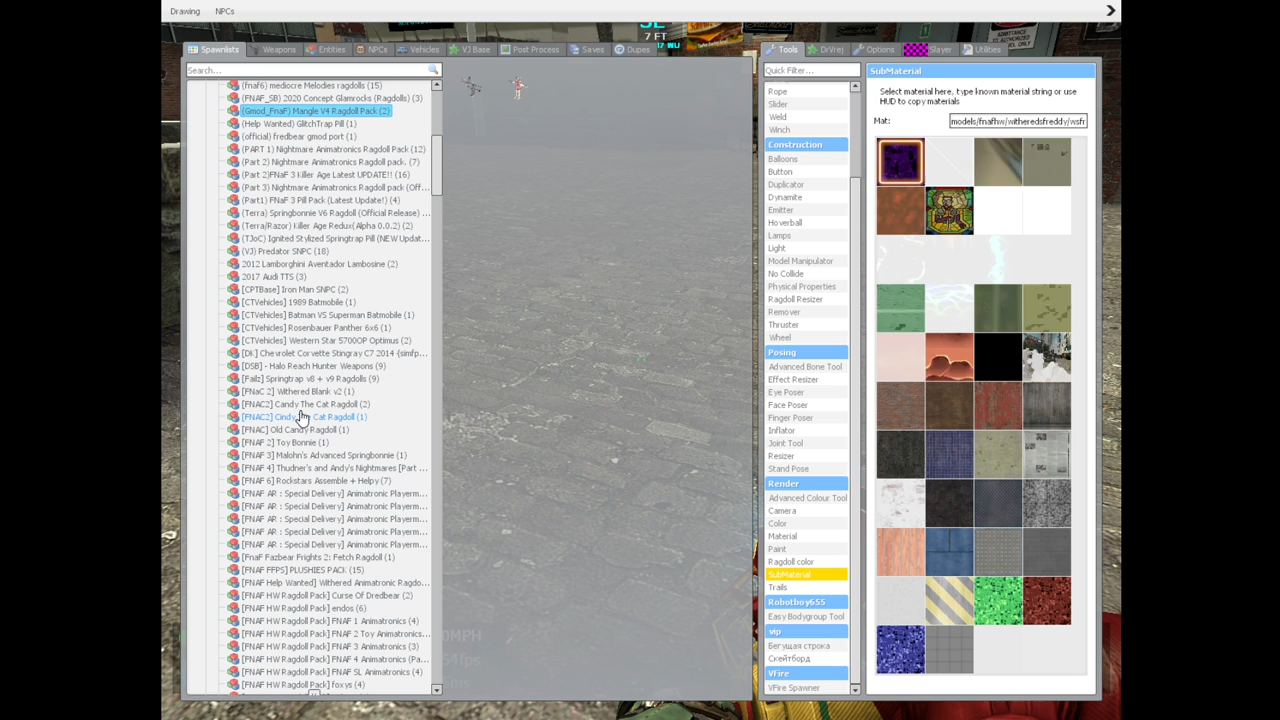 Drawing NPCs
7 FT
17 WU
Spawnlists Weapons Entities NPCs Vehicles VJ Base Post Process Saves Dupes
Search...
(fnaf6) mediocre Melodies ragdolls (15)
(FNAF_SB) 2020 Concept Glamrocks (Ragdolls) (3)
(Gmod_FnaF) Mangle V4 Ragdoll Pack (2)
(Help Wanted) GlitchTrap Pill (1)
(official) fredbear gmod port (1)
(PART 1) Nightmare Animatronics Ragdoll Pack (12)
(Part 2) Nightmare Animatronics Ragdoll pack. (7)
(Part 2)FNAF 3 Killer Age Latest UPDATE!! (16)
(Part 3) Nightmare Animatronics Ragdoll pack (Off...
(Part1) FNAF 3 Pill Pack (Latest Update!) (4)
(Terra) Springbonnie V6 Ragdoll (Official Release) ...
(Terra/Razor) Killer Age Redux(Alpha 0.0.2) (2)
(TJoC) Ignited Stylized Springtrap Pill (NEW Updat...
(VJ) Predator SNPC (18)
2012 Lamborghini Aventador Lambosine (2)
2017 Audi TTS (3)
[CPTBase] Iron Man SNPC (2)
[CTVehicles] 1989 Batmobile (1)
[CTVehicles] Batman VS Superman Batmobile (1)
[CTVehicles] Rosenbauer Panther 6x6 (1)
[CTVehicles] Western Star 5700OP Optimus (2)
[DK] Chevrolet Corvette Stingray C7 2014 {simfp...
[DSB] - Halo Reach Hunter Weapons (9)
[Failz] Springtrap v8 + v9 Ragdolls (9)
[FNaC 2] Withered Blank v2 (1)
[FNAC2] Candy The Cat Ragdoll (2)
[FNAC2] Cindy The Cat Ragdoll (1)
[FNAC] Old Candy Ragdoll (1)
[FNAF 2] Toy Bonnie (1)
[FNAF 3] Malohn's Advanced Springbonnie (1)
[FNAF 4] Thudner's and Andy's Nightmares [Part ...
[FNAF 6] Rockstars Assemble + Helpy (7)
[FNAF AR : Special Delivery] Animatronic Playerm...
[FNAF AR : Special Delivery] Animatronic Playerm...
[FNAF AR : Special Delivery] Animatronic Playerm...
[FNAF AR : Special Delivery] Animatronic Playerm...
[FNAF AR : Special Delivery] Animatronic Playerm...
[FnaF Fazbear Frights 2: Fetch Ragdoll (1)
[FNAF FFPS] PLUSHIES PACK (15)
[FNAF Help Wanted] Withered Animatronic Ragdo...
[FNAF HW Ragdoll Pack] Curse Of Dredbear (2)
[FNAF HW Ragdoll Pack] endos (6)
[FNAF HW Ragdoll Pack] FNAF 1 Animatronics (4)
[FNAF HW Ragdoll Pack] FNAF 2 Toy Animatronics...
[FNAF HW Ragdoll Pack] FNAF 3 Animatronics (3)
[FNAF HW Ragdoll Pack] FNAF 4 Animatronics (Pa...
[FNAF HW Ragdoll Pack] FNAF SL Animatronics (4)
[FNAF HW Ragdoll Pack] foxys (4)
Tools DrVrej Options Slayer Utilities
Quick Filter...
Rope
Slider
Weld
Winch
Construction
Balloons
Button
Duplicator
Dynamite
Emitter
Hoverball
Lamps
Light
Model Manipulator
No Collide
Physical Properties
Ragdoll Resizer
Remover
Thruster
Wheel
Posing
Advanced Bone Tool
Effect Resizer
Eye Poser
Face Poser
Finger Poser
Inflator
Joint Tool
Resizer
Stand Pose
Render
Advanced Colour Tool
Camera
Color
Material
Paint
Ragdoll color
SubMaterial
Trails
Robotboy655
Easy Bodygroup Tool
vip
Бегущая строка
Скейтборд
VFire
VFire Spawner
SubMaterial
Select material here, type known material string or use
HUD to copy materials
Mat: models/fnafhw/witheredsfreddy/wsfr